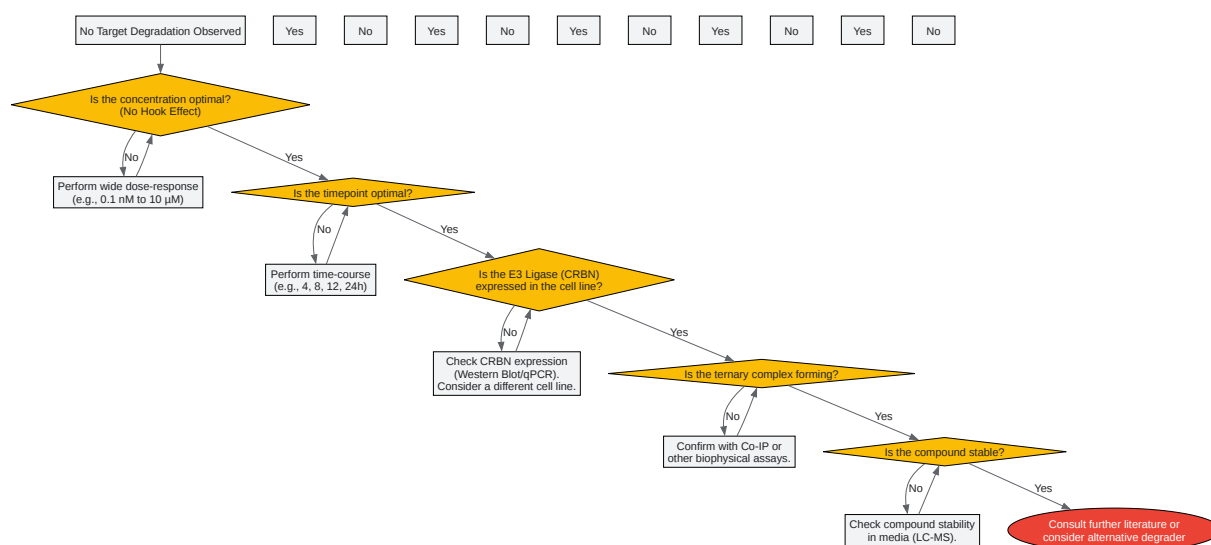 No Target Degradation Observed
Yes
No
Yes
No
Yes
No
Yes
No
Yes
No
Is the concentration optimal?
(No Hook Effect)
No
Yes
Perform wide dose-response
(e.g., 0.1 nM to 10 µM)
Is the timepoint optimal?
No
Yes
Perform time-course
(e.g., 4, 8, 12, 24h)
Is the E3 Ligase (CRBN)
expressed in the cell line?
No
Yes
Check CRBN expression
(Western Blot/qPCR).
Consider a different cell line.
Is the ternary complex forming?
No
Yes
Confirm with Co-IP or
other biophysical assays.
Is the compound stable?
No
Yes
Check compound stability
in media (LC-MS).
Consult further literature or
consider alternative degrader